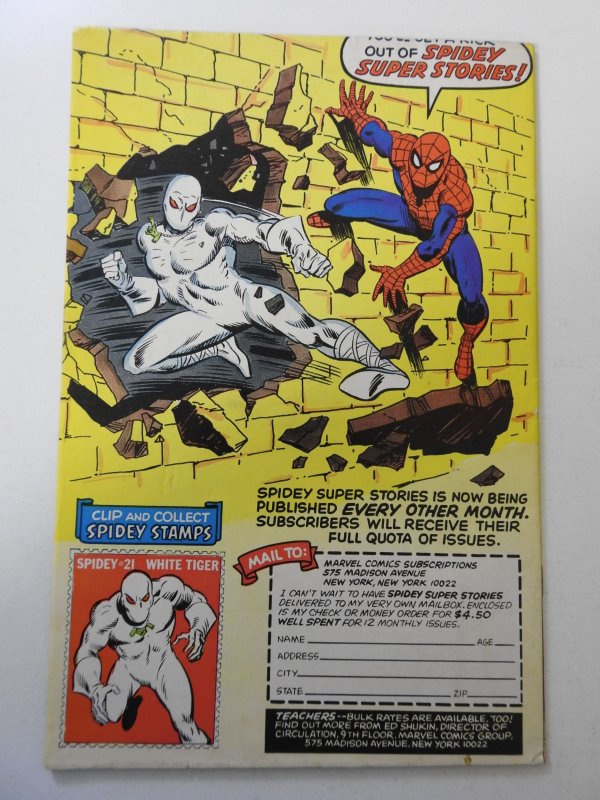 YOU'LL GET A KICK
OUT OF SPIDEY
SUPER STORIES!
SPIDEY SUPER STORIES IS NOW BEING
PUBLISHED EVERY OTHER MONTH.
SUBSCRIBERS WILL RECEIVE THEIR
FULL QUOTA OF ISSUES.
CLIP AND COLLECT
SPIDEY STAMPS
SPIDEY #21 WHITE TIGER
MAIL TO:
MARVEL COMICS SUBSCRIPTIONS
575 MADISON AVENUE
NEW YORK, NEW YORK 10022
I CAN'T WAIT TO HAVE SPIDEY SUPER STORIES
DELIVERED TO MY VERY OWN MAILBOX. ENCLOSED
IS MY CHECK OR MONEY ORDER FOR $4.50
WELL SPENT FOR 12 MONTHLY ISSUES.
NAME AGE
ADDRESS
CITY
STATE ZIP
TEACHERS--BULK RATES ARE AVAILABLE, TOO!
FIND OUT MORE FROM ED SHUKIN, DIRECTOR OF
CIRCULATION, 9TH FLOOR, MARVEL COMICS GROUP,
575 MADISON AVENUE, NEW YORK 10022